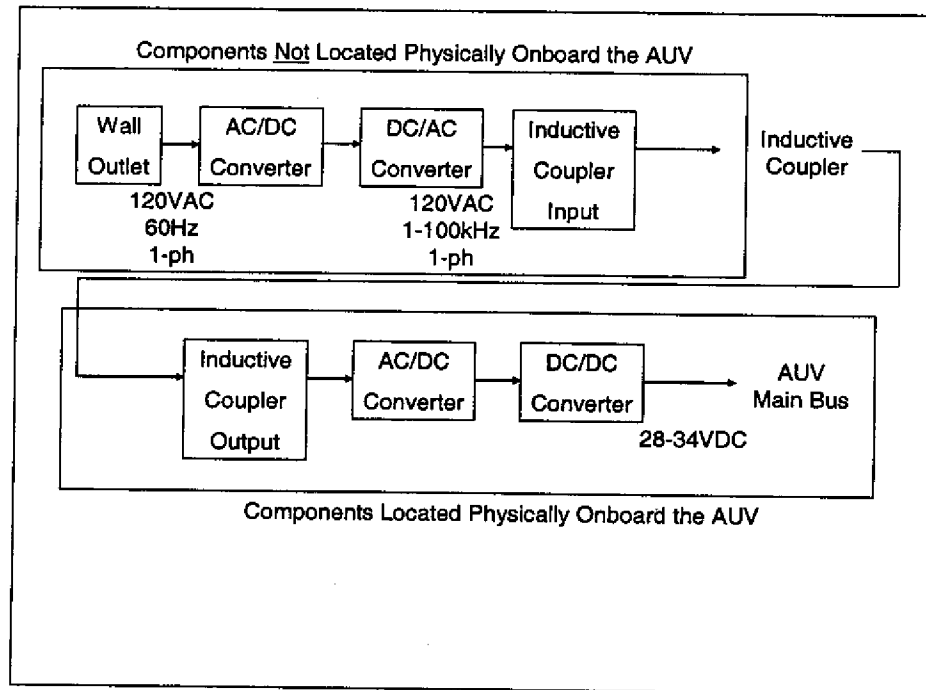 Components Not Located Physically Onboard the AUV
Wall
Outlet
AC/DC
Converter
DC/AC
Converter
Inductive
Coupler
Input
Inductive
Coupler
120VAC
60Hz
1-ph
120VAC
1-100kHz
1-ph
Inductive
Coupler
Output
AC/DC
Converter
DC/DC
Converter
AUV
Main Bus
28-34VDC
Components Located Physically Onboard the AUV